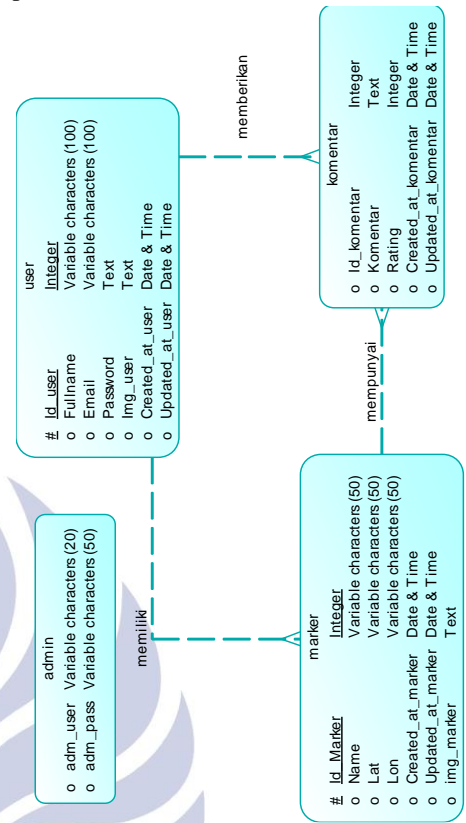 admin
o adm_user Variable characters (20)
o adm_pass Variable characters (50)
user
# Id_user Integer
o Fullname Variable characters (100)
o Email Variable characters (100)
o Password Text
o Img_user Text
o Created_at_user Date & Time
o Updated_at_user Date & Time
memiliki
memberikan
marker
# Id_Marker Integer
o Name Variable characters (50)
o Lat Variable characters (50)
o Lon Variable characters (50)
o Created_at_marker Date & Time
o Updated_at_marker Date & Time
o img_marker Text
mempunyai
komentar
o Id_komentar Integer
o Komentar Text
o Rating Integer
o Created_at_komentar Date & Time
o Updated_at_komentar Date & Time